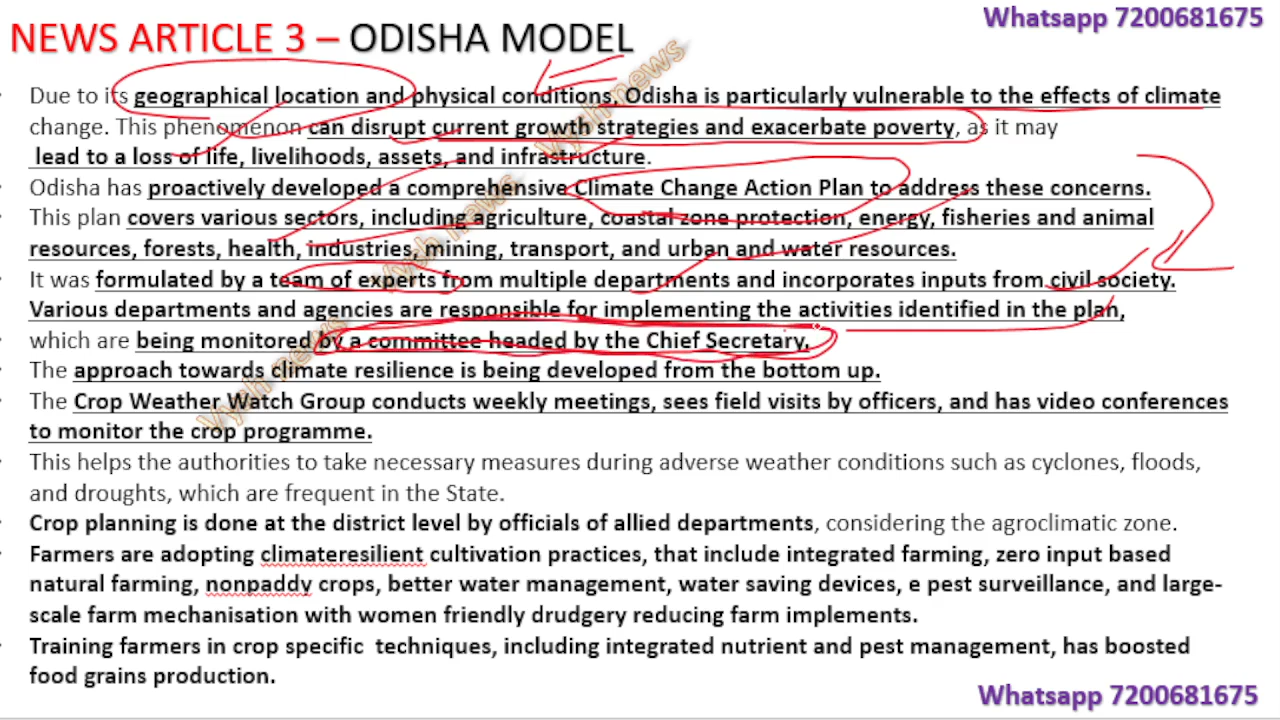 Whatsapp 7200681675
NEWS ARTICLE 3 – ODISHA MODEL
Due to its geographical location and physical conditions, Odisha is particularly vulnerable to the effects of climate
change. This phenomenon can disrupt current growth strategies and exacerbate poverty, as it may
lead to a loss of life, livelihoods, assets, and infrastructure.
Odisha has proactively developed a comprehensive Climate Change Action Plan to address these concerns.
This plan covers various sectors, including agriculture, coastal zone protection, energy, fisheries and animal
resources, forests, health, industries, mining, transport, and urban and water resources.
It was formulated by a team of experts from multiple departments and incorporates inputs from civil society.
Various departments and agencies are responsible for implementing the activities identified in the plan,
which are being monitored by a committee headed by the Chief Secretary.
The approach towards climate resilience is being developed from the bottom up.
The Crop Weather Watch Group conducts weekly meetings, sees field visits by officers, and has video conferences
to monitor the crop programme.
This helps the authorities to take necessary measures during adverse weather conditions such as cyclones, floods,
and droughts, which are frequent in the State.
Crop planning is done at the district level by officials of allied departments, considering the agroclimatic zone.
Farmers are adopting climateresilient cultivation practices, that include integrated farming, zero input based
natural farming, nonpaddy crops, better water management, water saving devices, e pest surveillance, and large-
scale farm mechanisation with women friendly drudgery reducing farm implements.
Training farmers in crop specific techniques, including integrated nutrient and pest management, has boosted
food grains production.
Vysh news
Vysh news
Vysh news
Whatsapp 7200681675